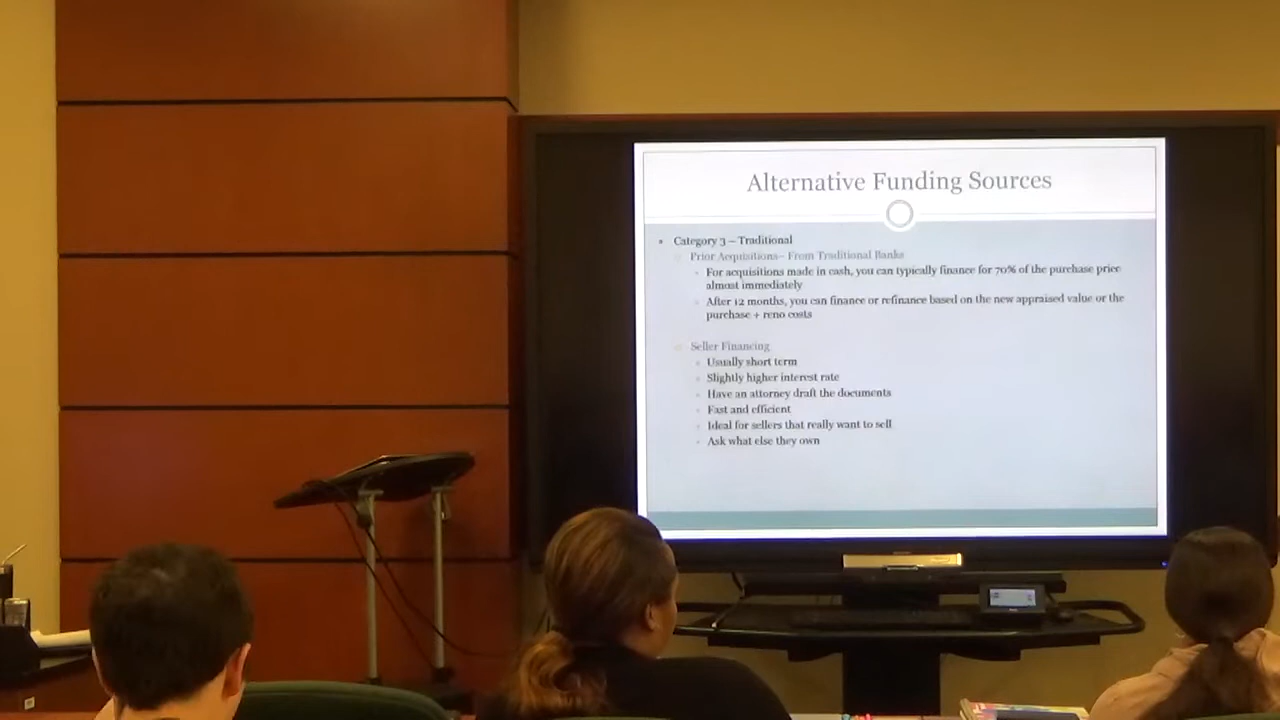 Alternative Funding Sources
Category 3 – Traditional
Prior Acquisitions– From Traditional Banks
For acquisitions made in cash, you can typically finance for 70% of the purchase price
almost immediately
After 12 months, you can finance or refinance based on the new appraised value or the
purchase + reno costs
Seller Financing
Usually short term
Slightly higher interest rate
Have an attorney draft the documents
Fast and efficient
Ideal for sellers that really want to sell
Ask what else they own